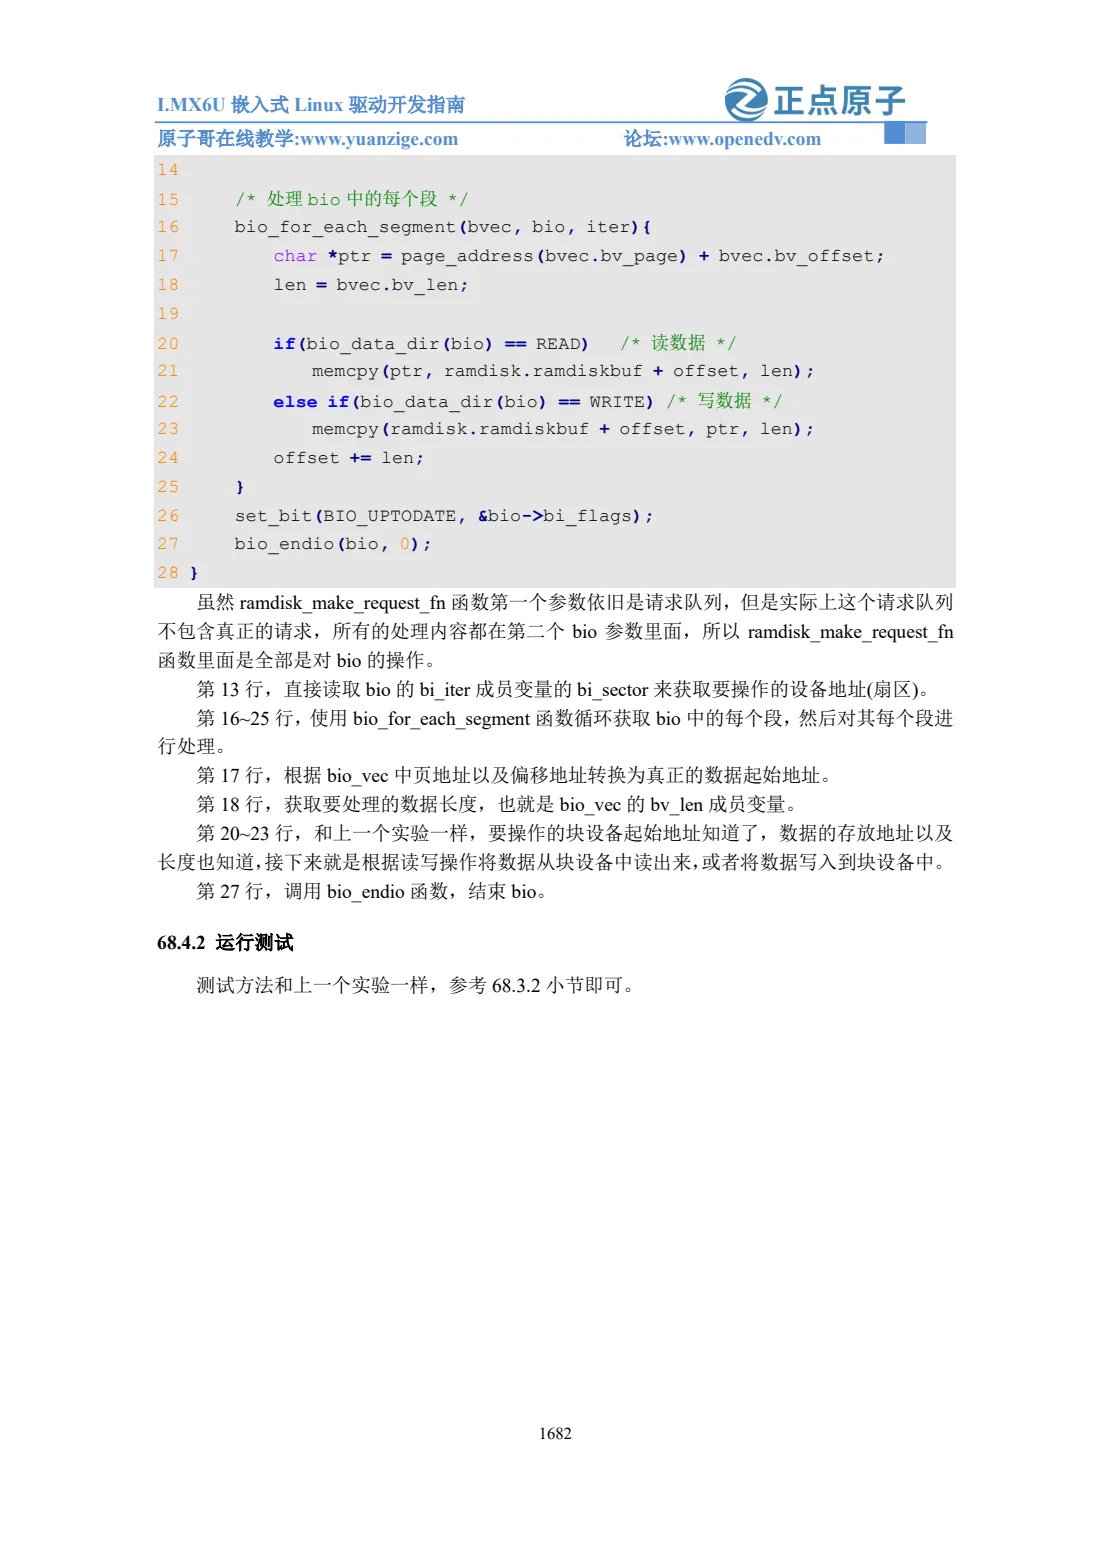 I.MX6U 嵌入式 Linux 驱动开发指南
正点原子
原子哥在线教学:www.yuanzige.com 论坛:www.openedv.com
14
15 /* 处理 bio 中的每个段 */
16 bio_for_each_segment(bvec, bio, iter){
17 char *ptr = page_address(bvec.bv_page) + bvec.bv_offset;
18 len = bvec.bv_len;
19
20 if(bio_data_dir(bio) == READ) /* 读数据 */
21 memcpy(ptr, ramdisk.ramdiskbuf + offset, len);
22 else if(bio_data_dir(bio) == WRITE) /* 写数据 */
23 memcpy(ramdisk.ramdiskbuf + offset, ptr, len);
24 offset += len;
25 }
26 set_bit(BIO_UPTODATE, &bio->bi_flags);
27 bio_endio(bio, 0);
28 }
虽然 ramdisk_make_request_fn 函数第一个参数依旧是请求队列，但是实际上这个请求队列
不包含真正的请求，所有的处理内容都在第二个 bio 参数里面，所以 ramdisk_make_request_fn
函数里面是全部是对 bio 的操作。
第 13 行，直接读取 bio 的 bi_iter 成员变量的 bi_sector 来获取要操作的设备地址(扇区)。
第 16~25 行，使用 bio_for_each_segment 函数循环获取 bio 中的每个段，然后对其每个段进
行处理。
第 17 行，根据 bio_vec 中页地址以及偏移地址转换为真正的数据起始地址。
第 18 行，获取要处理的数据长度，也就是 bio_vec 的 bv_len 成员变量。
第 20~23 行，和上一个实验一样，要操作的块设备起始地址知道了，数据的存放地址以及
长度也知道，接下来就是根据读写操作将数据从块设备中读出来，或者将数据写入到块设备中。
第 27 行，调用 bio_endio 函数，结束 bio。
68.4.2 运行测试
测试方法和上一个实验一样，参考 68.3.2 小节即可。
1682